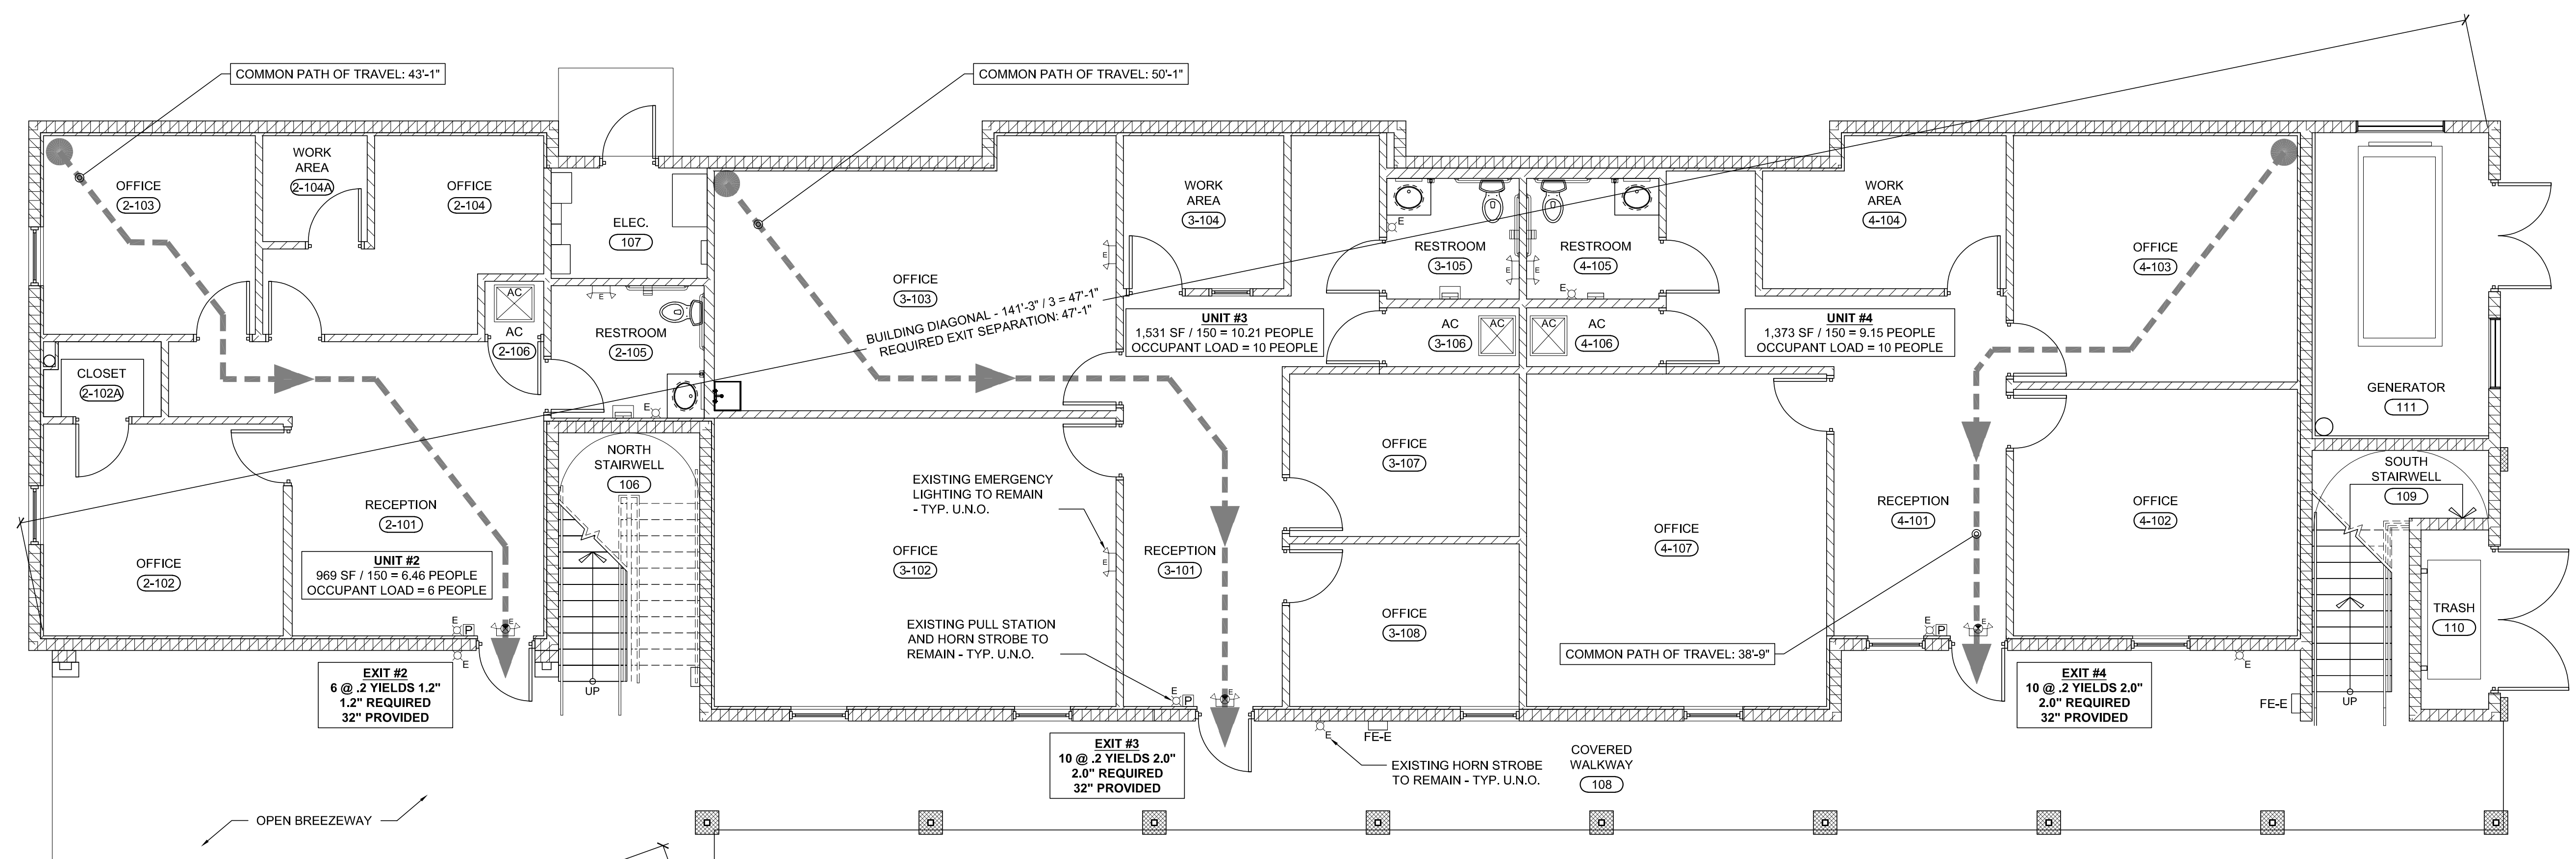 COMMON PATH OF TRAVEL: 43'-1"
COMMON PATH OF TRAVEL: 50'-1"
OFFICE
2-103
WORK
AREA
2-104A
OFFICE
2-104
ELEC.
107
OFFICE
3-103
WORK
AREA
3-104
E
RESTROOM
3-105
RESTROOM
4-105
E
E
E
E
WORK
AREA
4-104
OFFICE
4-103
AC
AC
2-106
E
RESTROOM
2-105
E
BUILDING DIAGONAL - 141'-3" / 3 = 47'-1"
REQUIRED EXIT SEPARATION: 47'-1"
UNIT #3
1,531 SF / 150 = 10.21 PEOPLE
OCCUPANT LOAD = 10 PEOPLE
AC
3-106
AC
AC
AC
4-106
UNIT #4
1,373 SF / 150 = 9.15 PEOPLE
OCCUPANT LOAD = 10 PEOPLE
GENERATOR
111
CLOSET
2-102A
NORTH
STAIRWELL
106
UP
OFFICE
3-107
SOUTH
STAIRWELL
109
UP
EXISTING EMERGENCY
LIGHTING TO REMAIN
- TYP. U.N.O.
RECEPTION
2-101
OFFICE
4-107
RECEPTION
4-101
OFFICE
4-102
OFFICE
2-102
UNIT #2
969 SF / 150 = 6.46 PEOPLE
OCCUPANT LOAD = 6 PEOPLE
OFFICE
3-102
E
RECEPTION
3-101
OFFICE
3-108
TRASH
110
E
P
E
E
EXISTING PULL STATION
AND HORN STROBE TO
REMAIN - TYP. U.N.O.
E
P
E
COMMON PATH OF TRAVEL: 38'-9"
E
P
E
E
EXIT #2
6 @ .2 YIELDS 1.2"
1.2" REQUIRED
32" PROVIDED
EXIT #4
10 @ .2 YIELDS 2.0"
2.0" REQUIRED
32" PROVIDED
FE-E
EXIT #3
10 @ .2 YIELDS 2.0"
2.0" REQUIRED
32" PROVIDED
E
FE-E
EXISTING HORN STROBE
TO REMAIN - TYP. U.N.O.
COVERED
WALKWAY
108
OPEN BREEZEWAY